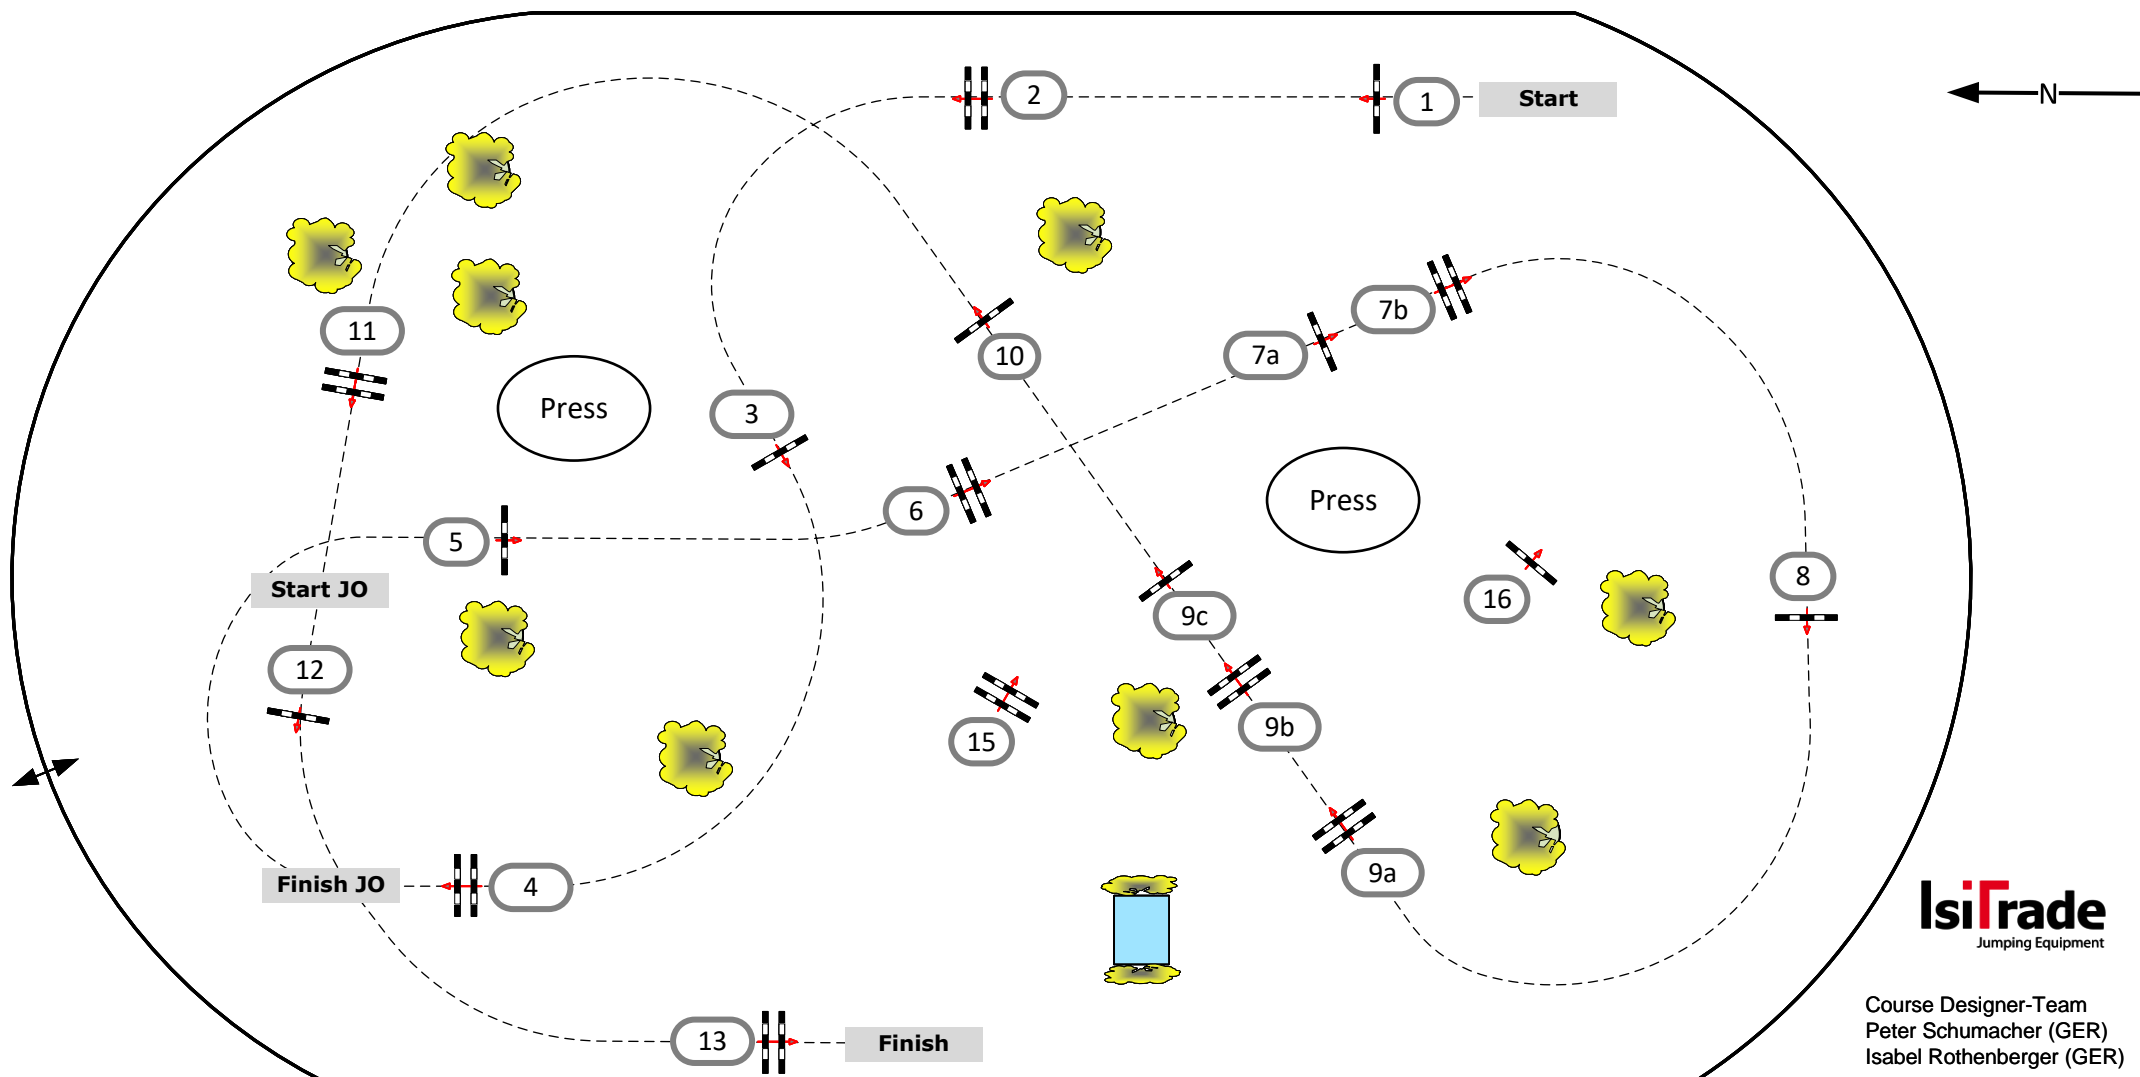 2
1
Start
N
7b
11
7a
10
Press
3
Press
6
5
8
Start JO
16
9c
12
9b
15
9a
Finish JO
4
IsiTrade
Jumping Equipment
Course Designer-Team
Peter Schumacher (GER)
Isabel Rothenberger (GER)
13
Finish